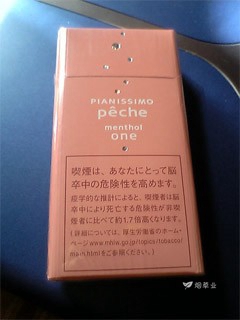 PIANISSIMO
pêche
menthol
one
喫煙は、あなたにとって脳
卒中の危険性を高めます。
疫学的な推計によると、喫煙者は脳
卒中により死亡する危険性が非喫
煙者に比べて約1.7倍高くなります。
(詳細については、厚生労働省のホーム・
ページ www.mhlw.go.jp/topics/tobacco/
main.htmlをご参照ください。)
烟草业